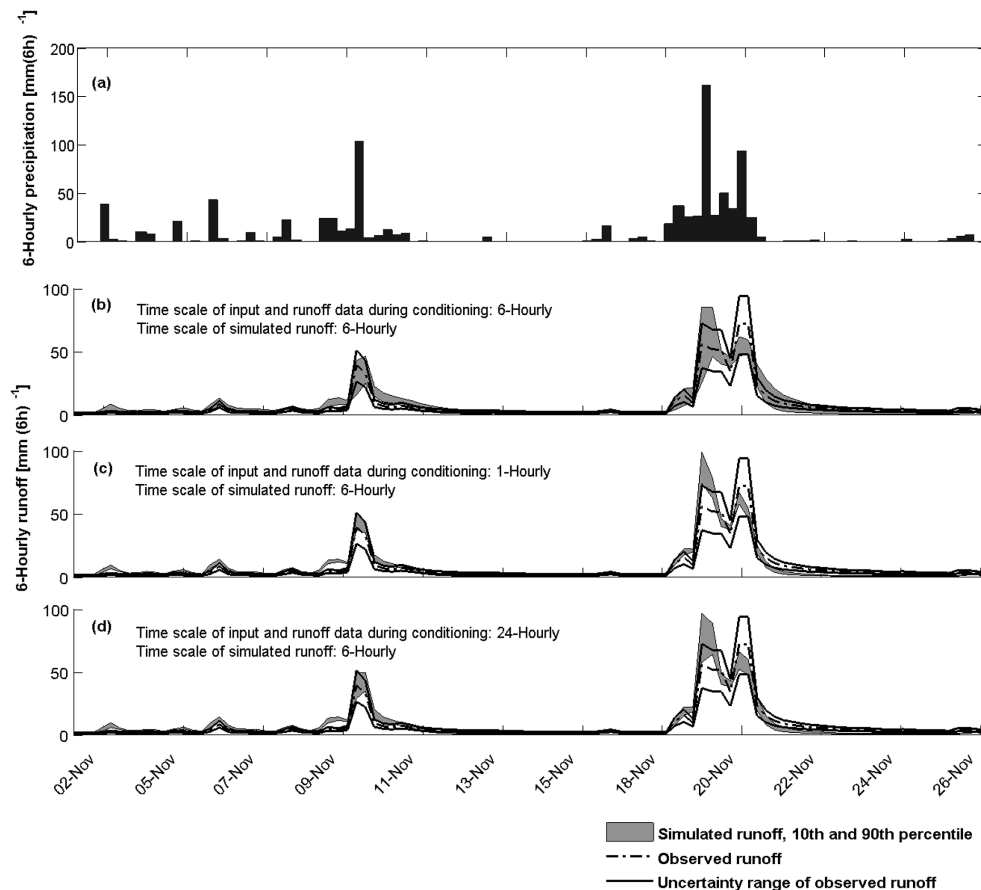 6-Hourly precipitation [mm(6h) -1]
200
150
100
50
0
(a)
6-Hourly runoff [mm (6h) -1]
100
50
0
(b)
Time scale of input and runoff data during conditioning: 6-Hourly
Time scale of simulated runoff: 6-Hourly
100
50
0
(c)
Time scale of input and runoff data during conditioning: 1-Hourly
Time scale of simulated runoff: 6-Hourly
100
50
0
(d)
Time scale of input and runoff data during conditioning: 24-Hourly
Time scale of simulated runoff: 6-Hourly
02-Nov
05-Nov
07-Nov
09-Nov
11-Nov
13-Nov
15-Nov
18-Nov
20-Nov
22-Nov
24-Nov
26-Nov
Simulated runoff, 10th and 90th percentile
Observed runoff
Uncertainty range of observed runoff